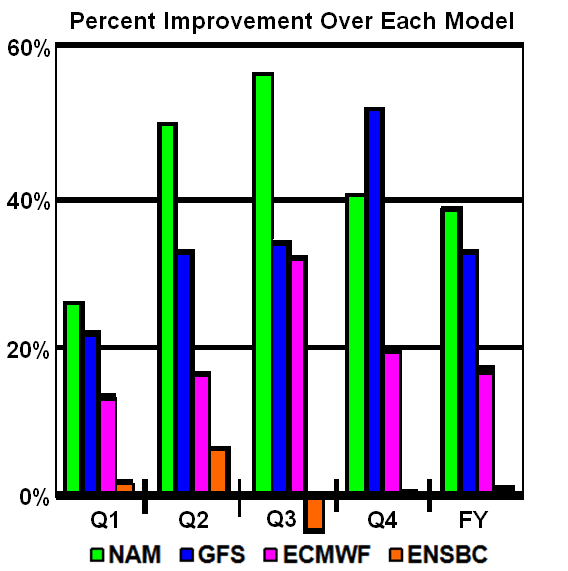 Percent Improvement Over Each Model
60%
40%
20%
0%
Q1 Q2 Q3 Q4 FY
NAM GFS ECMWF ENSBC